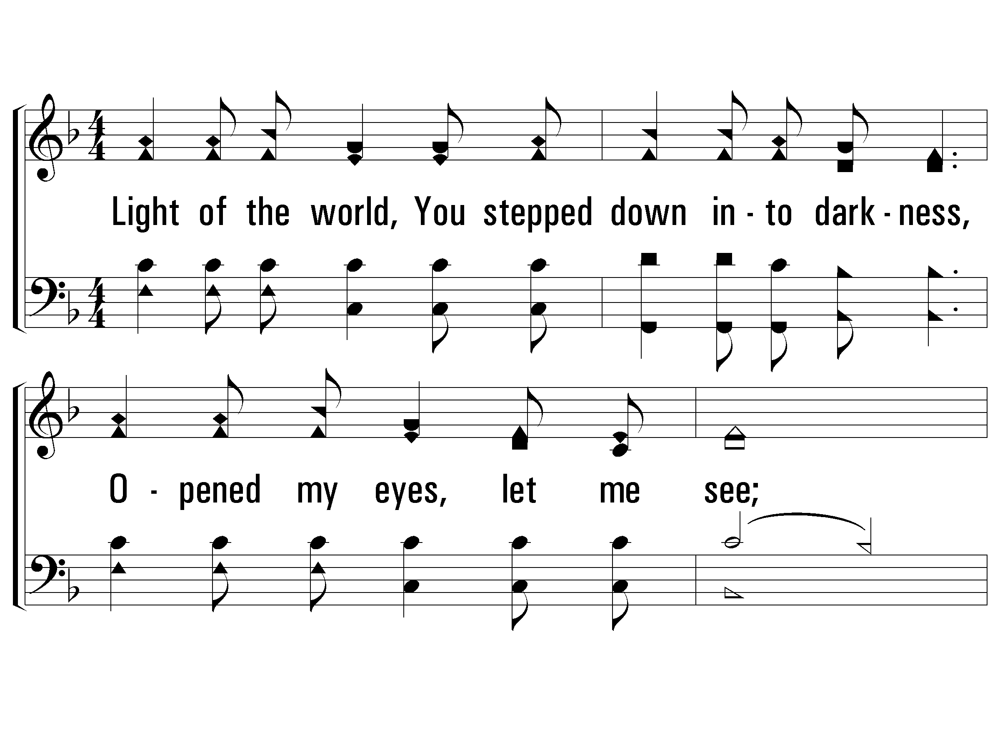 Light of the world, You stepped down in - to dark - ness,
O - pened my eyes, let me see;